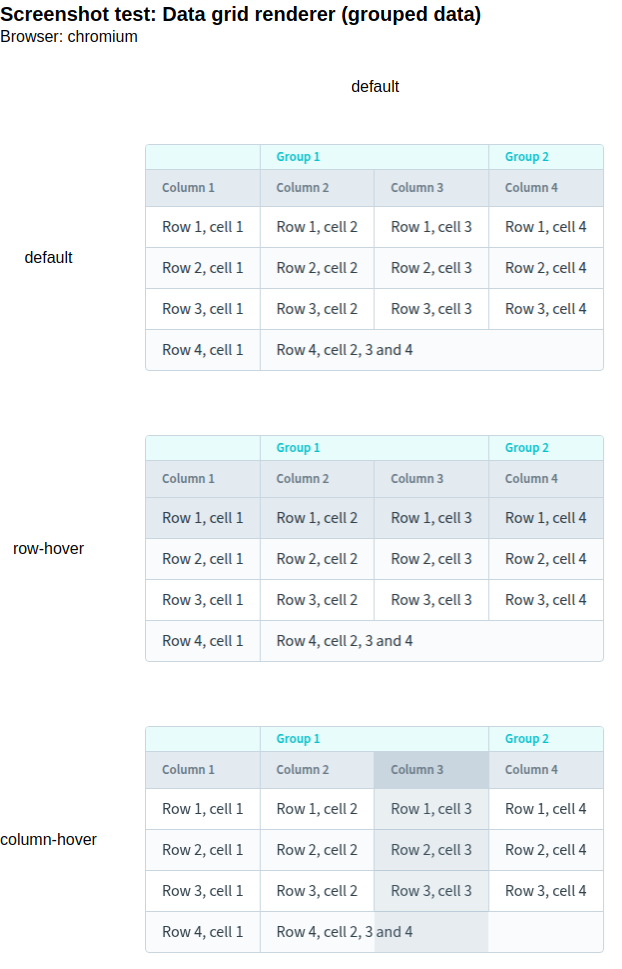 Screenshot test: Data grid renderer (grouped data)
Browser: chromium
default
default
Group 1 Group 2
Column 1 Column 2 Column 3 Column 4
Row 1, cell 1 Row 1, cell 2 Row 1, cell 3 Row 1, cell 4
Row 2, cell 1 Row 2, cell 2 Row 2, cell 3 Row 2, cell 4
Row 3, cell 1 Row 3, cell 2 Row 3, cell 3 Row 3, cell 4
Row 4, cell 1 Row 4, cell 2, 3 and 4
row-hover
Group 1 Group 2
Column 1 Column 2 Column 3 Column 4
Row 1, cell 1 Row 1, cell 2 Row 1, cell 3 Row 1, cell 4
Row 2, cell 1 Row 2, cell 2 Row 2, cell 3 Row 2, cell 4
Row 3, cell 1 Row 3, cell 2 Row 3, cell 3 Row 3, cell 4
Row 4, cell 1 Row 4, cell 2, 3 and 4
column-hover
Group 1 Group 2
Column 1 Column 2 Column 3 Column 4
Row 1, cell 1 Row 1, cell 2 Row 1, cell 3 Row 1, cell 4
Row 2, cell 1 Row 2, cell 2 Row 2, cell 3 Row 2, cell 4
Row 3, cell 1 Row 3, cell 2 Row 3, cell 3 Row 3, cell 4
Row 4, cell 1 Row 4, cell 2, 3 and 4